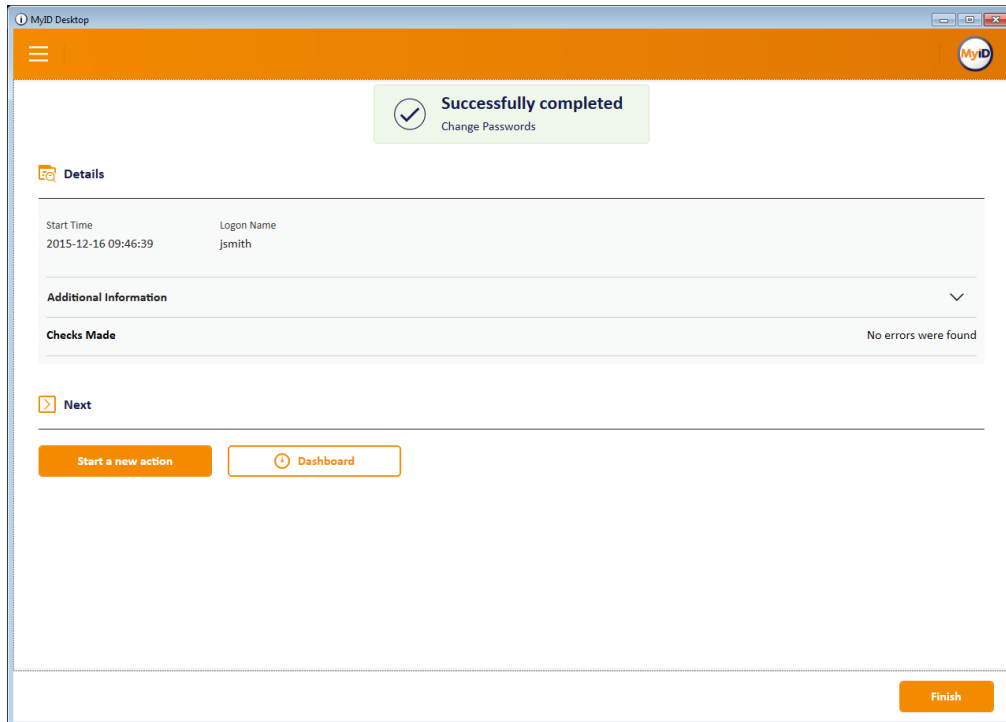 MyID Desktop
MyiD
Successfully completed
Change Passwords
Details
Start Time
Logon Name
2015-12-16 09:46:39
jsmith
Additional Information
Checks Made
No errors were found
Next
Start a new action
Dashboard
Finish